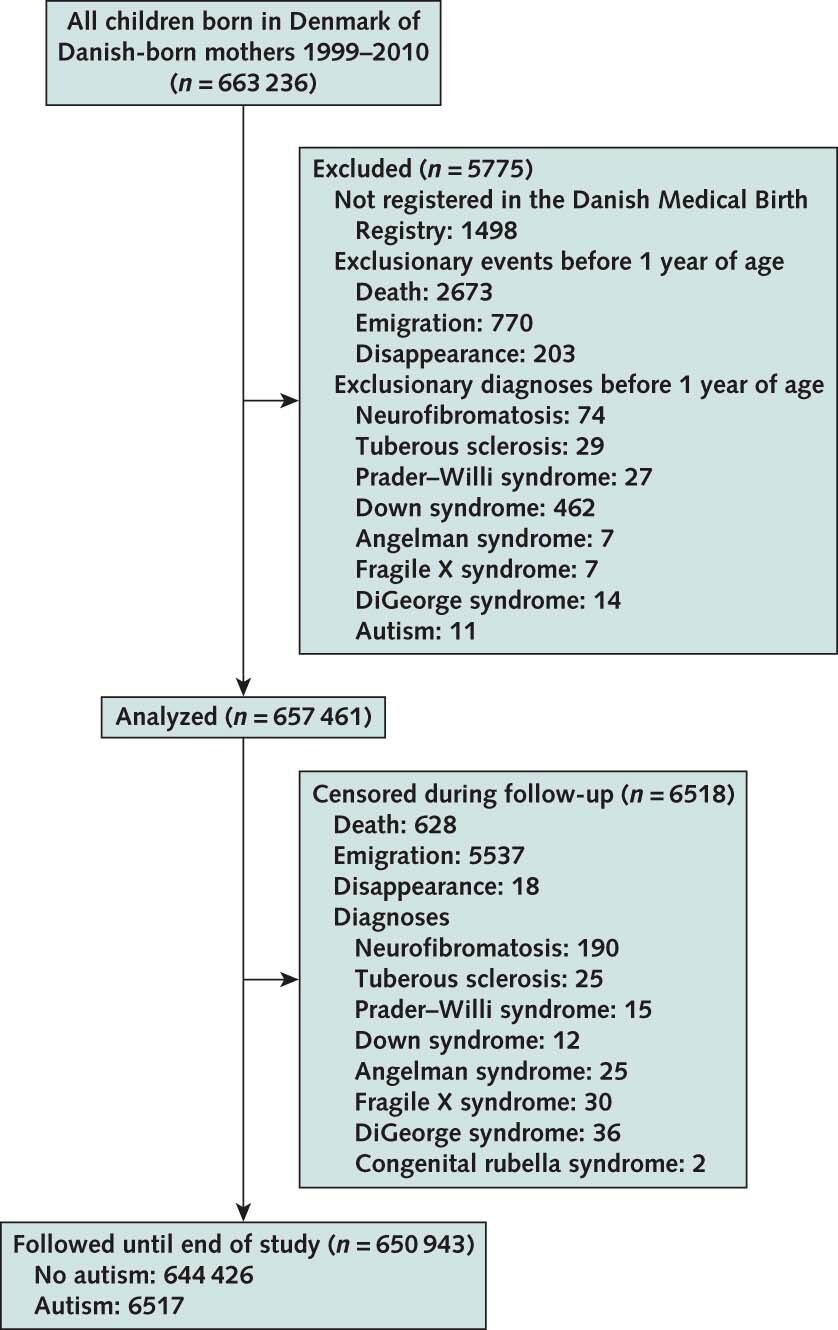 All children born in Denmark of
Danish-born mothers 1999–2010
(n = 663 236)
Excluded (n = 5775)
Not registered in the Danish Medical Birth
Registry: 1498
Exclusionary events before 1 year of age
Death: 2673
Emigration: 770
Disappearance: 203
Exclusionary diagnoses before 1 year of age
Neurofibromatosis: 74
Tuberous sclerosis: 29
Prader–Willi syndrome: 27
Down syndrome: 462
Angelman syndrome: 7
Fragile X syndrome: 7
DiGeorge syndrome: 14
Autism: 11
Analyzed (n = 657 461)
Censored during follow-up (n = 6518)
Death: 628
Emigration: 5537
Disappearance: 18
Diagnoses
Neurofibromatosis: 190
Tuberous sclerosis: 25
Prader–Willi syndrome: 15
Down syndrome: 12
Angelman syndrome: 25
Fragile X syndrome: 30
DiGeorge syndrome: 36
Congenital rubella syndrome: 2
Followed until end of study (n = 650 943)
No autism: 644 426
Autism: 6517